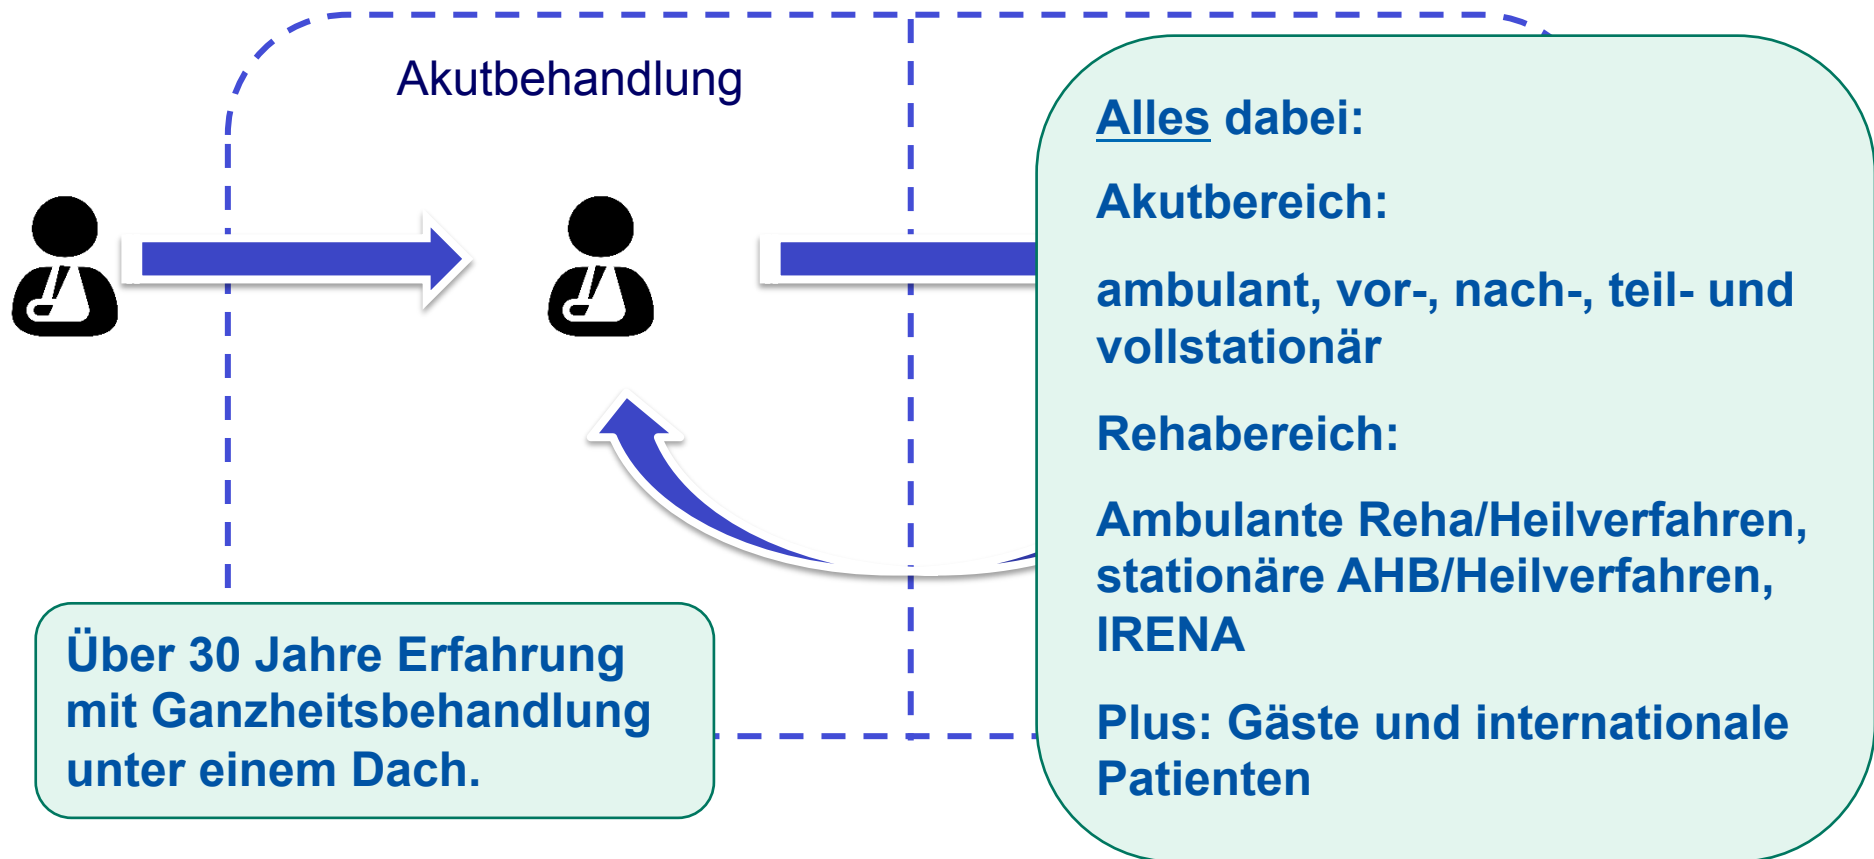 Akutbehandlung
Alles dabei:
Akutbereich:
ambulant, vor-, nach-, teil- und
vollstationär
Rehabereich:
Ambulante Reha/Heilverfahren,
stationäre AHB/Heilverfahren,
IRENA
Plus: Gäste und internationale
Patienten
Über 30 Jahre Erfahrung
mit Ganzheitsbehandlung
unter einem Dach.